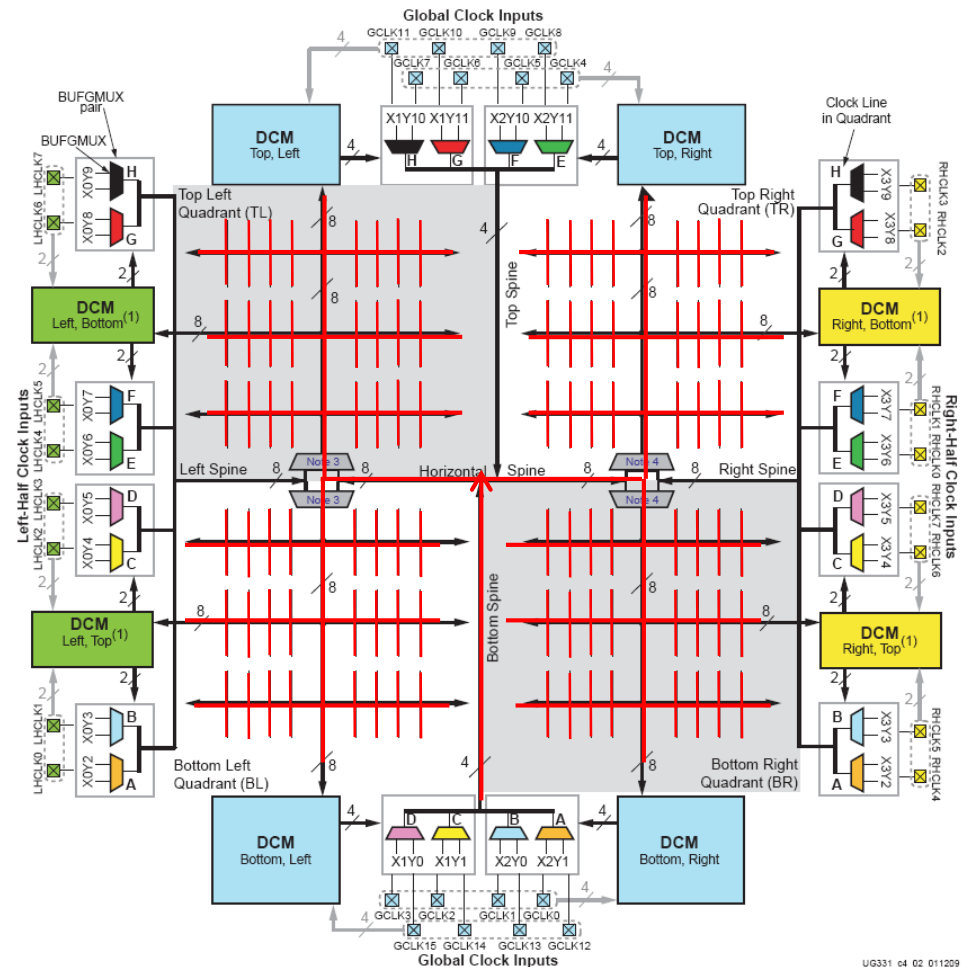 Global Clock Inputs
GCLK11 GCLK10 GCLK9 GCLK8
GCLK7 GCLK6 GCLK5 GCLK4
4
4
BUFGMUX
pair
BUFGMUX
DCM
Top, Left
4
X1Y10 X1Y11 X2Y10 X2Y11
H G F E
4
DCM
Top, Right
Clock Line
in Quadrant
LHCLK7
LHCLK6
X0Y9
X0Y8
H
G
2
2
Top Left
Quadrant (TL)
8
8
4
Top Spine
Top Right
Quadrant (TR)
8
8
H
G
X3Y9
X3Y8
RHCLK3
RHCLK2
2
2
DCM
Left, Bottom(1)
8
8
DCM
Right, Bottom(1)
2
2
2
2
Left-Half Clock Inputs
LHCLK5
LHCLK4
X0Y7
X0Y6
F
E
F
E
X3Y7
X3Y6
RHCLK1
RHCLK0
Right-Half Clock Inputs
Left Spine
8
Note 3
8
Horizontal Spine
8
Note 4
8
Right Spine
Note 3
Note 4
LHCLK3
LHCLK2
X0Y5
X0Y4
D
C
D
C
X3Y5
X3Y4
RHCLK7
RHCLK6
2
2
8
8
2
2
DCM
Left, Top(1)
8
Bottom Spine
8
DCM
Right, Top(1)
2
2
2
2
LHCLK1
LHCLK0
X0Y3
X0Y2
B
A
B
A
X3Y3
X3Y2
RHCLK5
RHCLK4
Bottom Left
Quadrant (BL)
8
4
8
Bottom Right
Quadrant (BR)
DCM
Bottom, Left
4
D C B A
X1Y0 X1Y1 X2Y0 X2Y1
4
DCM
Bottom, Right
4
4
GCLK3 GCLK2 GCLK1 GCLK0
GCLK15 GCLK14 GCLK13 GCLK12
Global Clock Inputs
UG331_c4_02_011209